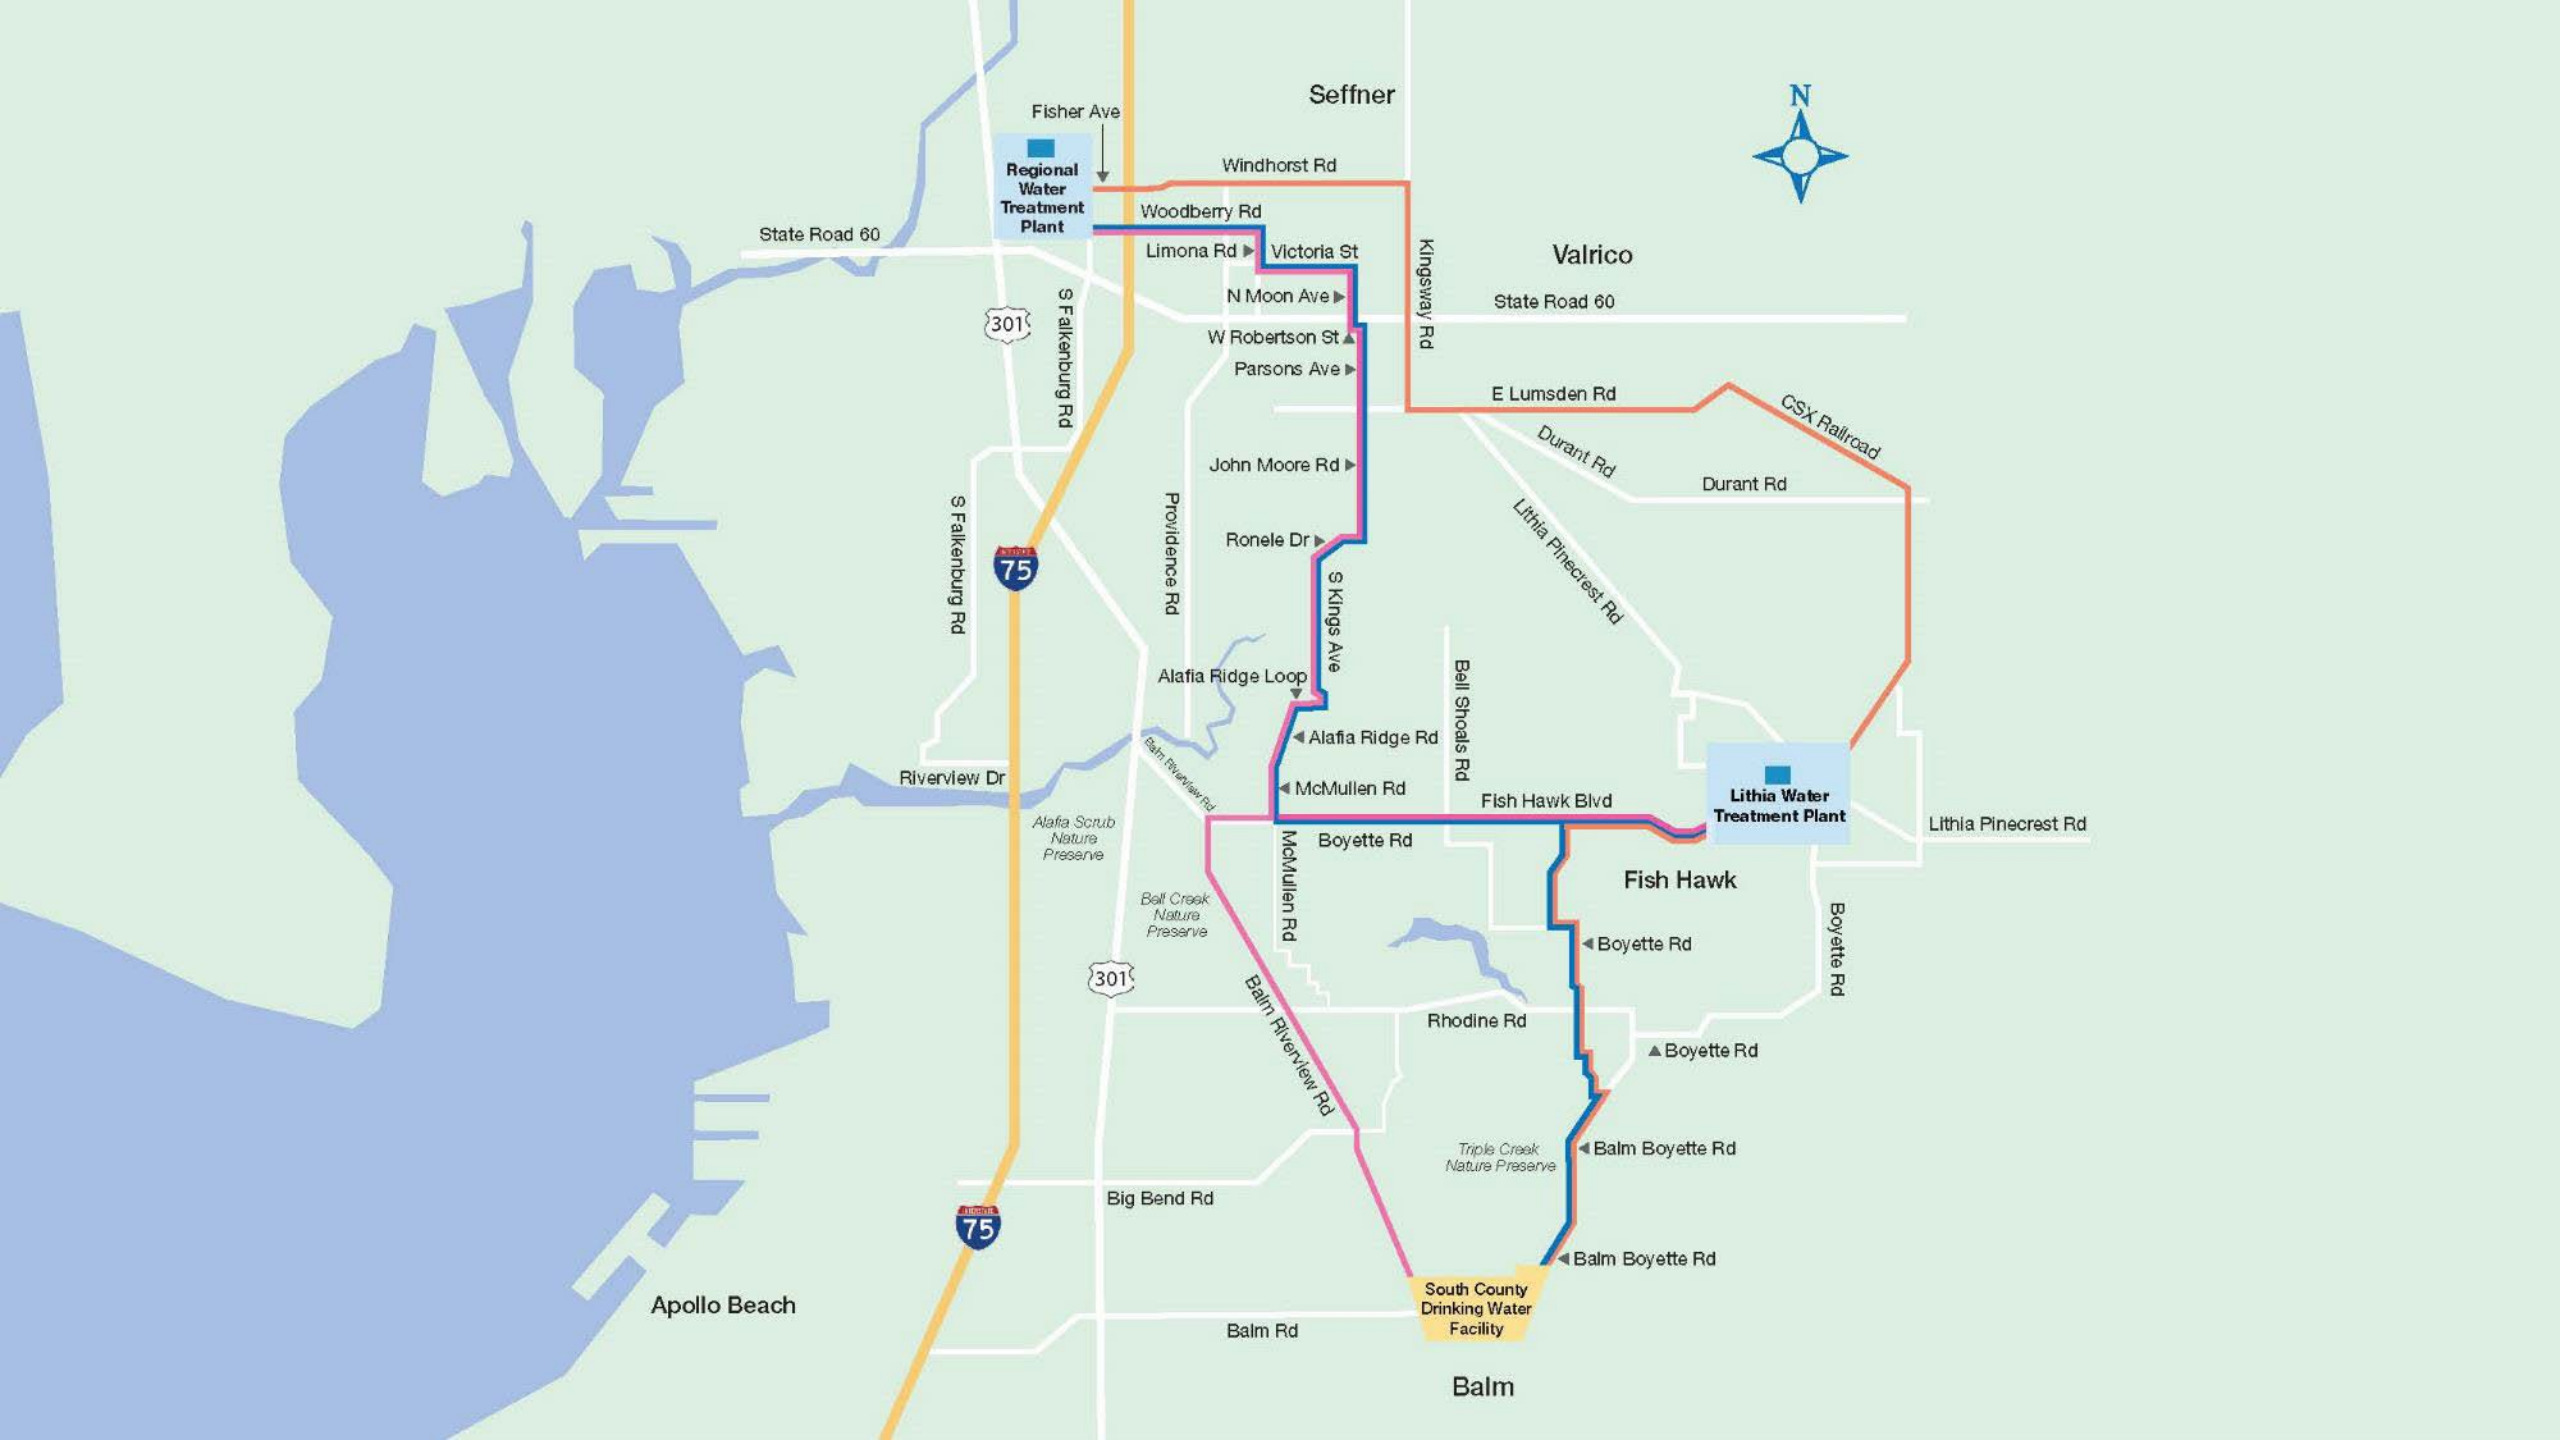 Seffner
N
Fisher Ave
Regional
Water
Treatment
Plant
Windhorst Rd
Woodberry Rd
State Road 60
Limona Rd
Victoria St
Kingsway Rd
Valrico
N Moon Ave
State Road 60
301
S Falkenburg Rd
W Robertson St
Parsons Ave
E Lumsden Rd
CSX Railroad
Durant Rd
John Moore Rd
Durant Rd
S Falkenburg Rd
Providence Rd
Lithia Pinecrest Rd
Ronele Dr
75
S Kings Ave
Alafia Ridge Loop
Bell Shoals Rd
Alafia Ridge Rd
Balm Riverview Rd
Riverview Dr
McMullen Rd
Fish Hawk Blvd
Lithia Water
Treatment Plant
Lithia Pinecrest Rd
Alafia Scrub
Nature
Preserve
McMullen Rd
Boyette Rd
Fish Hawk
Bell Creek
Nature
Preserve
Boyette Rd
Boyette Rd
301
Balm Riverview Rd
Rhodine Rd
Boyette Rd
Triple Creek
Nature Preserve
Balm Boyette Rd
Big Bend Rd
75
Balm Boyette Rd
South County
Drinking Water
Facility
Apollo Beach
Balm Rd
Balm